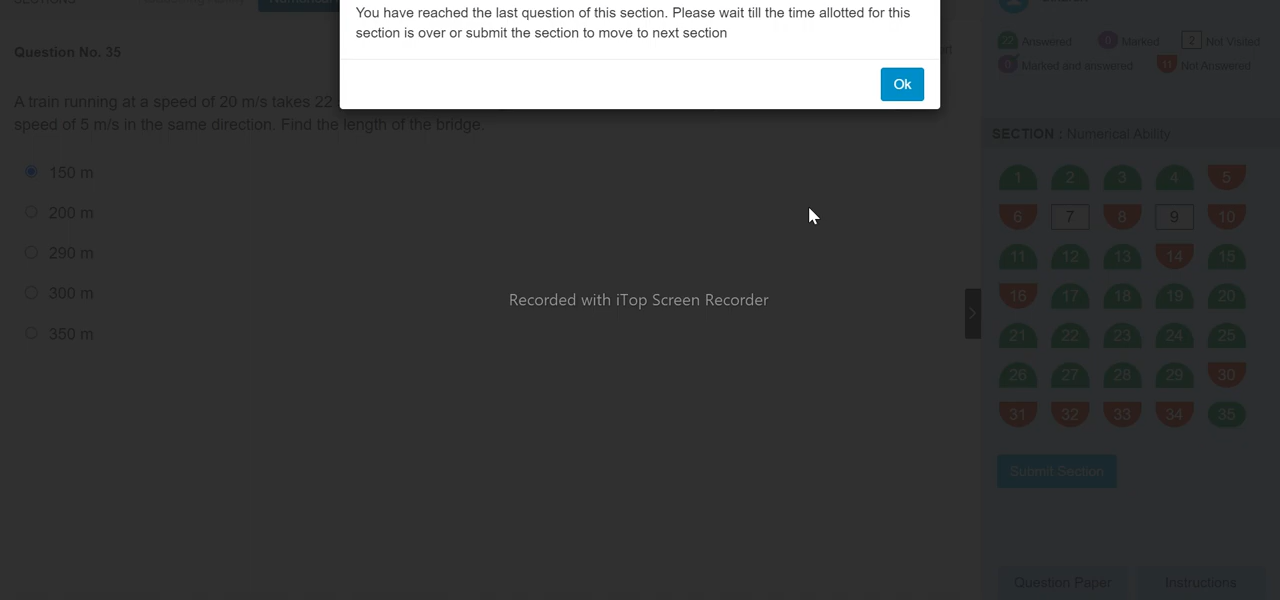 You have reached the last question of this section. Please wait till the time allotted for this
section is over or submit the section to move to next section
Ok
Question No. 35
A train running at a speed of 20 m/s takes 22
speed of 5 m/s in the same direction. Find the length of the bridge.
150 m
200 m
290 m
300 m
350 m
Recorded with iTop Screen Recorder
22 Answered 0 Marked 2 Not Visited
Marked and answered 11 Not Answered
SECTION : Numerical Ability
1 2 3 4 5
6 7 8 9 10
11 12 13 14 15
16 17 18 19 20
21 22 23 24 25
26 27 28 29 30
31 32 33 34 35
Submit Section
Question Paper Instructions